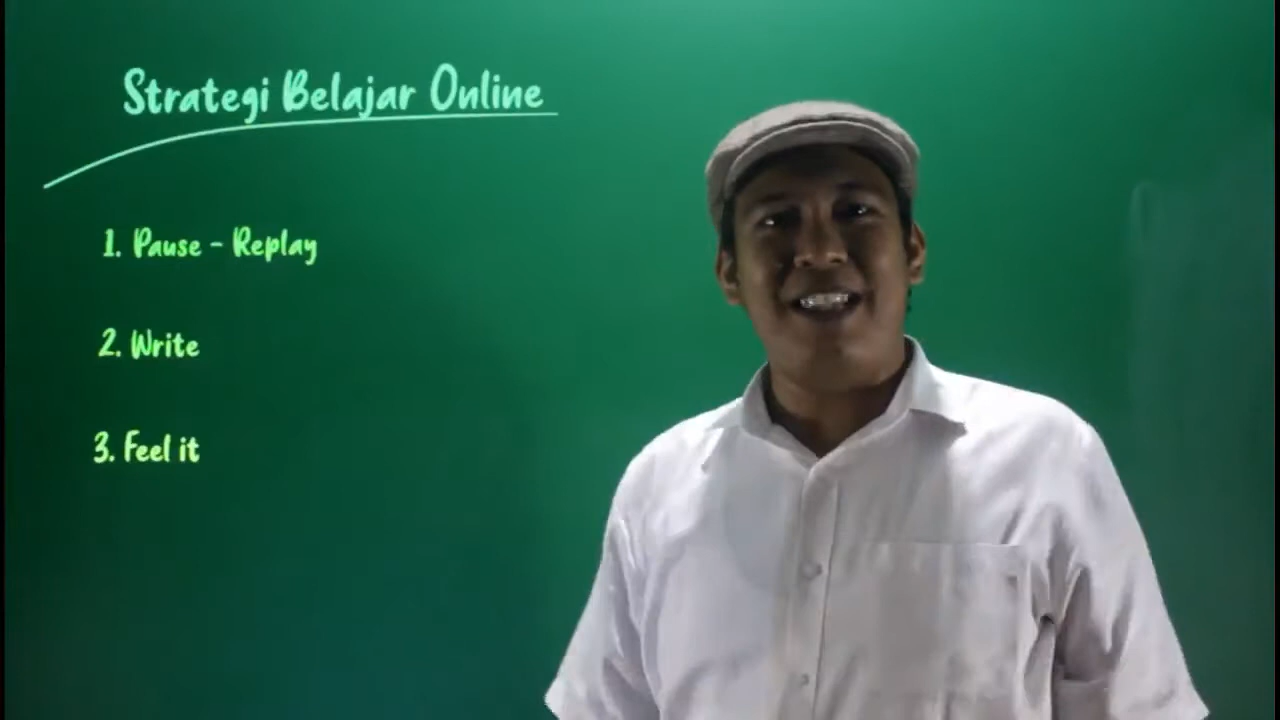 Strategi Belajar Online
1. Pause - Replay
2. Write
3. Feel it